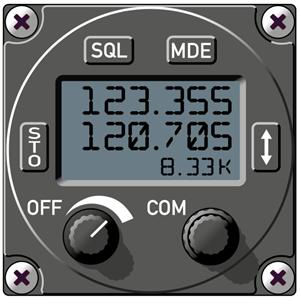 SQL MDE
123.355
120.705
STO
8.33K
OFF COM